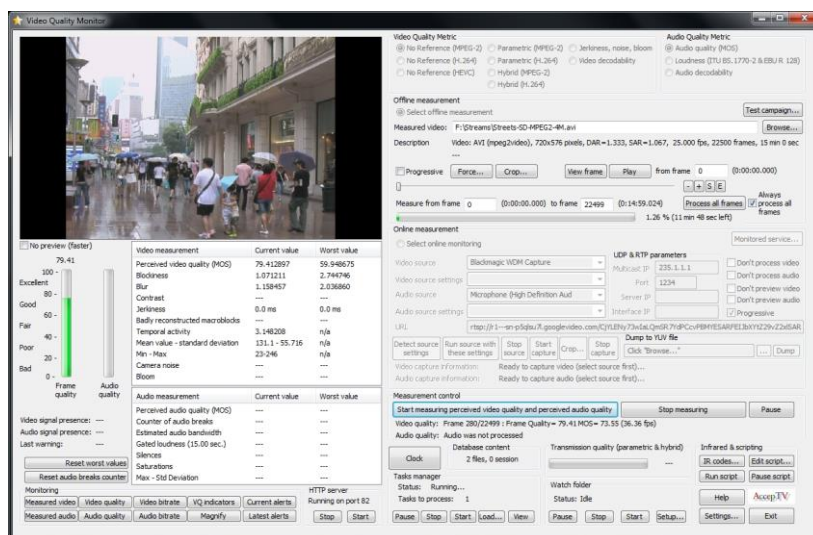 Video Quality Monitor
Video Quality Metric
No Reference (MPEG-2) Parametric (MPEG-2) Jerkiness, noise, bloom
No Reference (H.264) Parametric (H.264) Video decodability
No Reference (HEVC) Hybrid (MPEG-2)
Hybrid (H.264)
Audio Quality Metric
Audio quality (MOS)
Loudness (ITU BS.1770-2 & EBU R 128)
Audio decodability
Offline measurement
Select offline measurement Test campaign...
Measured video: F:\Streams\Streets-SD-MPEG2-4M.avi Browse...
Description Video: AVI (mpeg2video), 720x576 pixels, DAR=1.333, SAR=1.067, 25.000 fps, 22500 frames, 15 min 0 sec
---
Progressive Force... Crop... View frame Play from frame 0 (0:00:00.000)
- + S E
Measure from frame 0 (0:00:00.000) to frame 22499 (0:14:59.024) Process all frames Always process all frames
1.26 % (11 min 48 sec left)
Online measurement
Select online monitoring Monitored service...
Video source Blackmagic WDM Capture
Video source settings
Audio source Microphone (High Definition Aud
Audio source settings
UDP & RTP parameters
Multicast IP 235.1.1.1
Port 1234
Server IP
Interface IP
Don't process video
Don't process audio
Don't preview video
Don't preview audio
Progressive
URL
Detect source settings Run source with these settings Stop source Start capture Crop... Stop capture
Dump to YUV file
Click "Browse..." ... Dump
Video capture information: Ready to capture video (select source first)...
Audio capture information: Ready to capture audio (select source first)...
Measurement control
Start measuring perceived video quality and perceived audio quality Stop measuring Pause
Video quality: Frame 280/22499 : Frame Quality= 79.41 MOS= 73.55 (36.36 fps)
Audio quality: Audio was not processed
Clock
Database content
2 files, 0 session
Transmission quality (parametric & hybrid)
---
Infrared & scripting
IR codes... Edit script...
Run script Pause script
Tasks manager
Status: Running...
Tasks to process: 1
Pause Stop Start Load... View
Watch folder
Status: Idle
Pause Stop Start Setup...
Help AccepTV
Settings... Exit
No preview (faster)
79.41
100 -
Excellent
80 -
Good
60 -
Fair
40 -
Poor
20 -
Bad
0 -
Frame quality Audio quality
Video signal presence: ---
Audio signal presence: ---
Last warning: ---
Reset worst values
Reset audio breaks counter
Video measurement Current value Worst value
Perceived video quality (MOS) 79.412897 59.948675
Blockiness 1.071211 2.744746
Blur 1.158457 2.036860
Contrast --- ---
Jerkiness 0.0 ms 0.0 ms
Badly reconstructed macroblocks --- ---
Temporal activity 3.148208 n/a
Mean value - standard deviation 131.1 - 55.716 n/a
Min - Max 23-246 n/a
Camera noise --- ---
Bloom --- ---
Audio measurement Current value Worst value
Perceived audio quality (MOS) --- ---
Counter of audio breaks --- ---
Estimated audio bandwidth --- ---
Gated loudness (15.00 sec.) --- ---
Silences --- ---
Saturations --- ---
Max - Std Deviation --- ---
Monitoring
Measured video Video quality Video bitrate VQ indicators Current alerts
Measured audio Audio quality Audio bitrate Magnify Latest alerts
HTTP server
Running on port 82
Stop Start